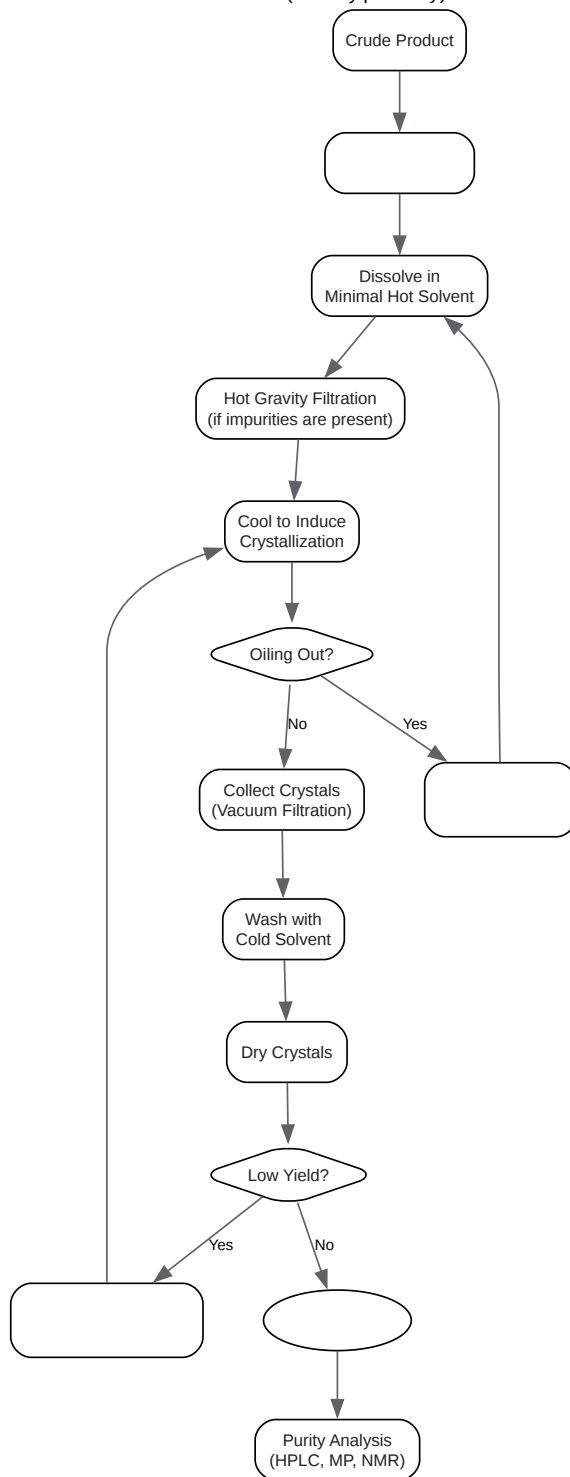 Crude Product
Dissolve in
Minimal Hot Solvent
Hot Gravity Filtration
(if impurities are present)
Cool to Induce
Crystallization
Oiling Out?
No
Yes
Collect Crystals
(Vacuum Filtration)
Wash with
Cold Solvent
Dry Crystals
Low Yield?
Yes
No
Purity Analysis
(HPLC, MP, NMR)